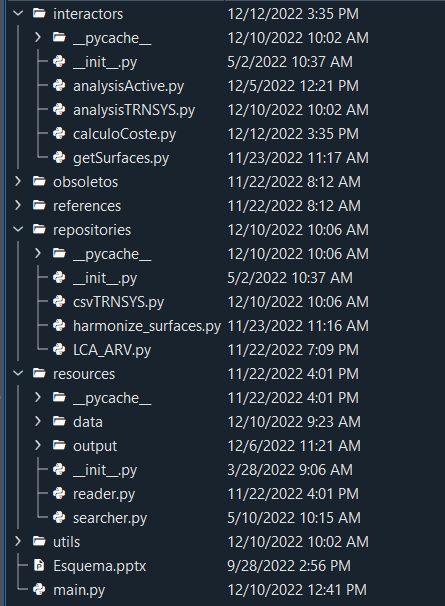 interactors 12/12/2022 3:35 PM
__pycache__ 12/10/2022 10:02 AM
__init__.py 5/2/2022 10:37 AM
analysisActive.py 12/5/2022 12:21 PM
analysisTRNSYS.py 12/10/2022 10:02 AM
calculoCoste.py 12/12/2022 3:35 PM
getSurfaces.py 11/23/2022 11:17 AM
obsoletos 11/22/2022 8:12 AM
references 11/22/2022 8:12 AM
repositories 12/10/2022 10:06 AM
__pycache__ 12/10/2022 10:06 AM
__init__.py 5/2/2022 10:37 AM
csvTRNSYS.py 12/10/2022 10:06 AM
harmonize_surfaces.py 11/23/2022 11:16 AM
LCA_ARV.py 11/22/2022 7:09 PM
resources 11/22/2022 4:01 PM
__pycache__ 11/22/2022 4:01 PM
data 12/10/2022 9:23 AM
output 12/6/2022 11:21 AM
__init__.py 3/28/2022 9:06 AM
reader.py 11/22/2022 4:01 PM
searcher.py 5/10/2022 10:15 AM
utils 12/10/2022 10:02 AM
Esquema.pptx 9/28/2022 2:56 PM
main.py 12/10/2022 12:41 PM